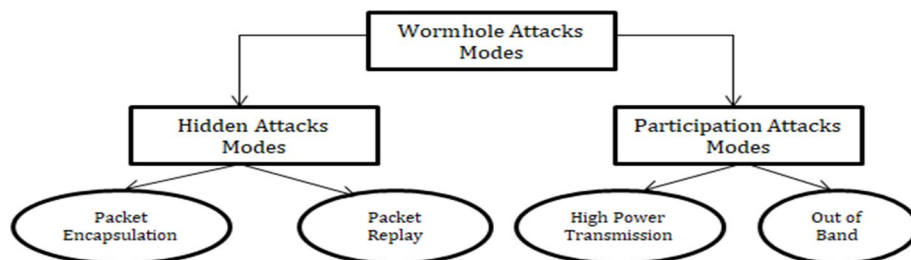 Wormhole Attacks
Modes
Hidden Attacks
Modes
Participation Attacks
Modes
Packet
Encapsulation
Packet
Replay
High Power
Transmission
Out of
Band